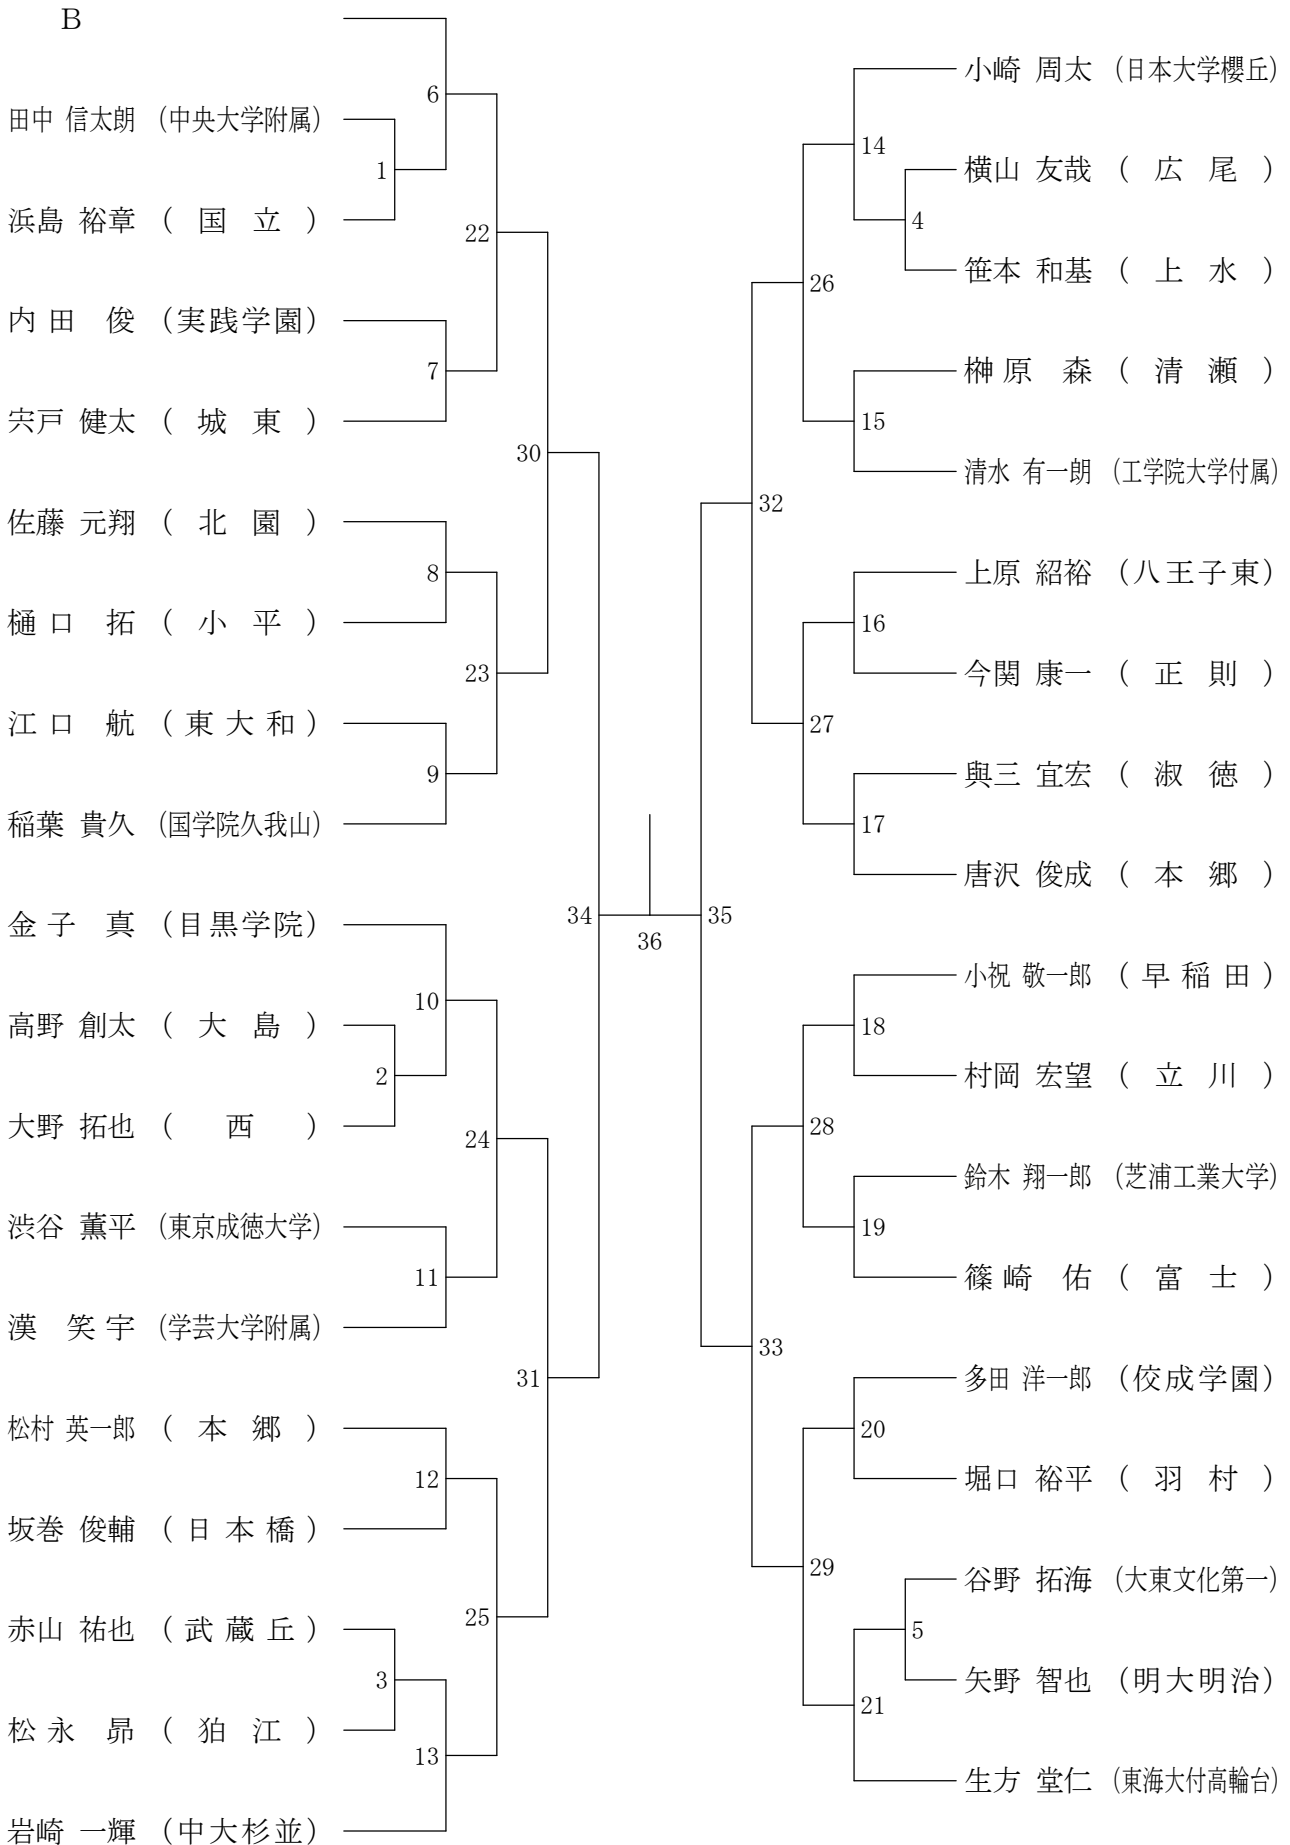 B
6
田中 信太朗 （中央大学附属）
1
浜島 裕章 （ 国 立 ）
22
内田 俊 （実践学園）
7
宍戸 健太 （ 城 東 ）
30
佐藤 元翔 （ 北 園 ）
8
樋口 拓 （ 小 平 ）
23
江口 航 （ 東 大 和 ）
9
稲葉 貴久 （国学院久我山）
34
金子 真 （目黒学院）
10
高野 創太 （ 大 島 ）
2
大野 拓也 （ 西 ）
24
渋谷 薫平 （東京成徳大学）
11
漢 笑宇 （学芸大学附属）
31
松村 英一郎 （ 本 郷 ）
12
坂巻 俊輔 （ 日 本 橋 ）
25
赤山 祐也 （ 武 蔵 丘 ）
3
松永 昴 （ 狛 江 ）
13
岩崎 一輝 （中大杉並）
36
小崎 周太 （日本大学櫻丘）
14
横山 友哉 （ 広 尾 ）
4
笹本 和基 （ 上 水 ）
26
榊原 森 （ 清 瀬 ）
15
清水 有一朗 （工学院大学付属）
32
上原 紹裕 （八王子東）
16
今関 康一 （ 正 則 ）
27
與三 宜宏 （ 淑 徳 ）
17
唐沢 俊成 （ 本 郷 ）
35
小祝 敬一郎 （ 早 稲 田 ）
18
村岡 宏望 （ 立 川 ）
28
鈴木 翔一郎 （芝浦工業大学）
19
篠崎 佑 （ 富 士 ）
33
多田 洋一郎 （佼成学園）
20
堀口 裕平 （ 羽 村 ）
29
谷野 拓海 （大東文化第一）
5
矢野 智也 （明大明治）
21
生方 堂仁 （東海大付高輪台）